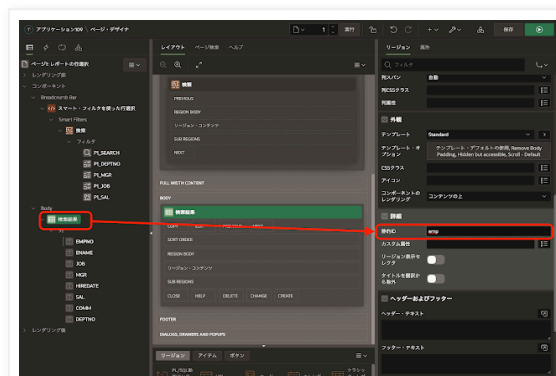 アプリケーション109 \ ページ・デザイナ
1
実行
保存
レイアウト
ページ検索
ヘルプ
リージョン
属性
ページとレポートの行選択
レンダリング前
コンポーネント
Breadcrumb Bar
スマート・フィルタを使った行選択
Smart Filters
検索
フィルタ
P1_SEARCH
P1_DEPTNO
P1_MGR
P1_JOB
P1_SAL
Body
検索結果
列
EMPNO
ENAME
JOB
MGR
HIREDATE
SAL
COMM
DEPTNO
レンダリング後
検索
PREVIOUS
REGION BODY
リージョン・コンテンツ
SUB REGIONS
NEXT
FULL WIDTH CONTENT
BODY
検索結果
COPY
EDIT
PREVIOUS
NEXT
SORT ORDER
REGION BODY
リージョン・コンテンツ
SUB REGIONS
CLOSE
HELP
DELETE
CHANGE
CREATE
FOOTER
DIALOGS, DRAWERS AND POPUPS
リージョン
アイテム
ボタン
フィルタ
列スパン
自動
列CSSクラス
列属性
外観
テンプレート
Standard
テンプレート・オプション
テンプレート・デフォルトの使用, Remove Body Padding, Hidden but accessible, Scroll - Default
CSSクラス
アイコン
コンポーネントのレンダリング
コンテンツの上
詳細
静的ID
emp
カスタム属性
リージョン表示セレクタ
タイトルを翻訳から除外
ヘッダーおよびフッター
ヘッダー・テキスト
フッター・テキスト